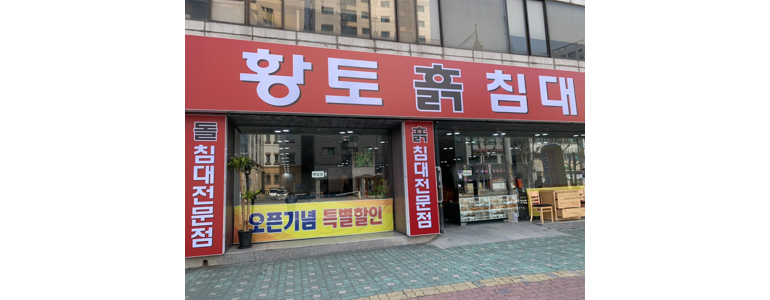 황토흙침대
돌침대전문점
흙침대전문점
오픈기념 특별할인